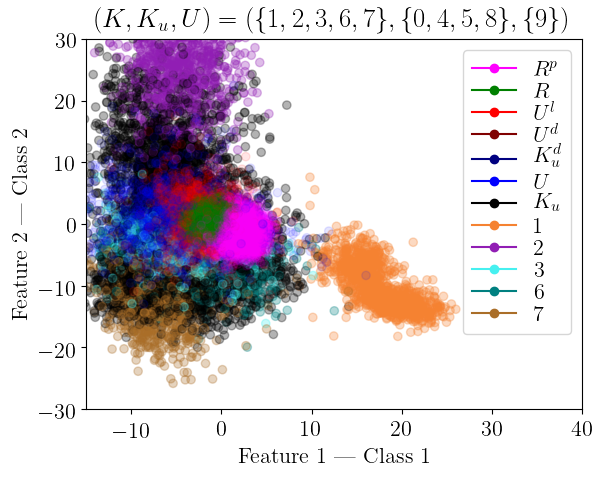 (K, K_u, U) = ({1, 2, 3, 6, 7}, {0, 4, 5, 8}, {9})
30
20
10
0
−10
−20
−30
−10
0
10
20
30
40
Feature 2 — Class 2
Feature 1 — Class 1
R^p
R
U^l
U^d
K_u^d
U
K_u
1
2
3
6
7